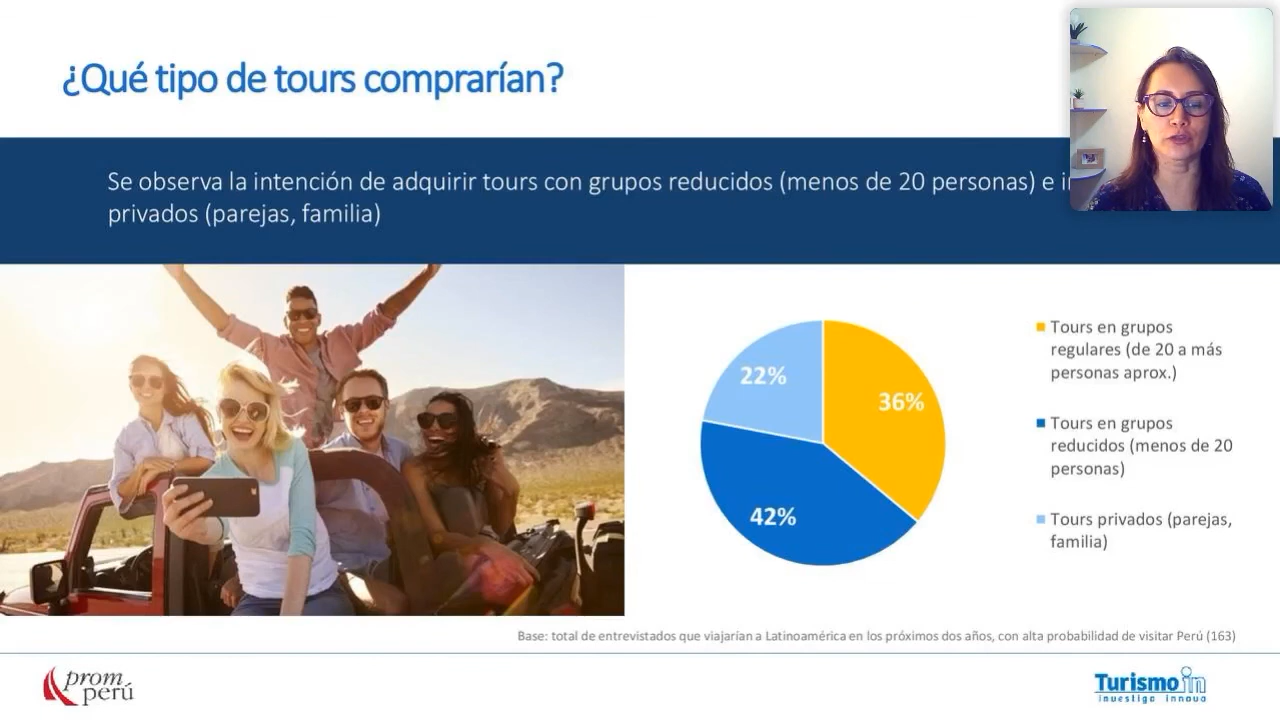 ¿Qué tipo de tours comprarían?
Se observa la intención de adquirir tours con grupos reducidos (menos de 20 personas) e
privados (parejas, familia)
22%
36%
42%
Tours en grupos
regulares (de 20 a más
personas aprox.)
Tours en grupos
reducidos (menos de 20
personas)
Tours privados (parejas,
familia)
Base: total de entrevistados que viajarían a Latinoamérica en los próximos dos años, con alta probabilidad de visitar Perú (163)
prom
perú
Turismo in
investiga innova